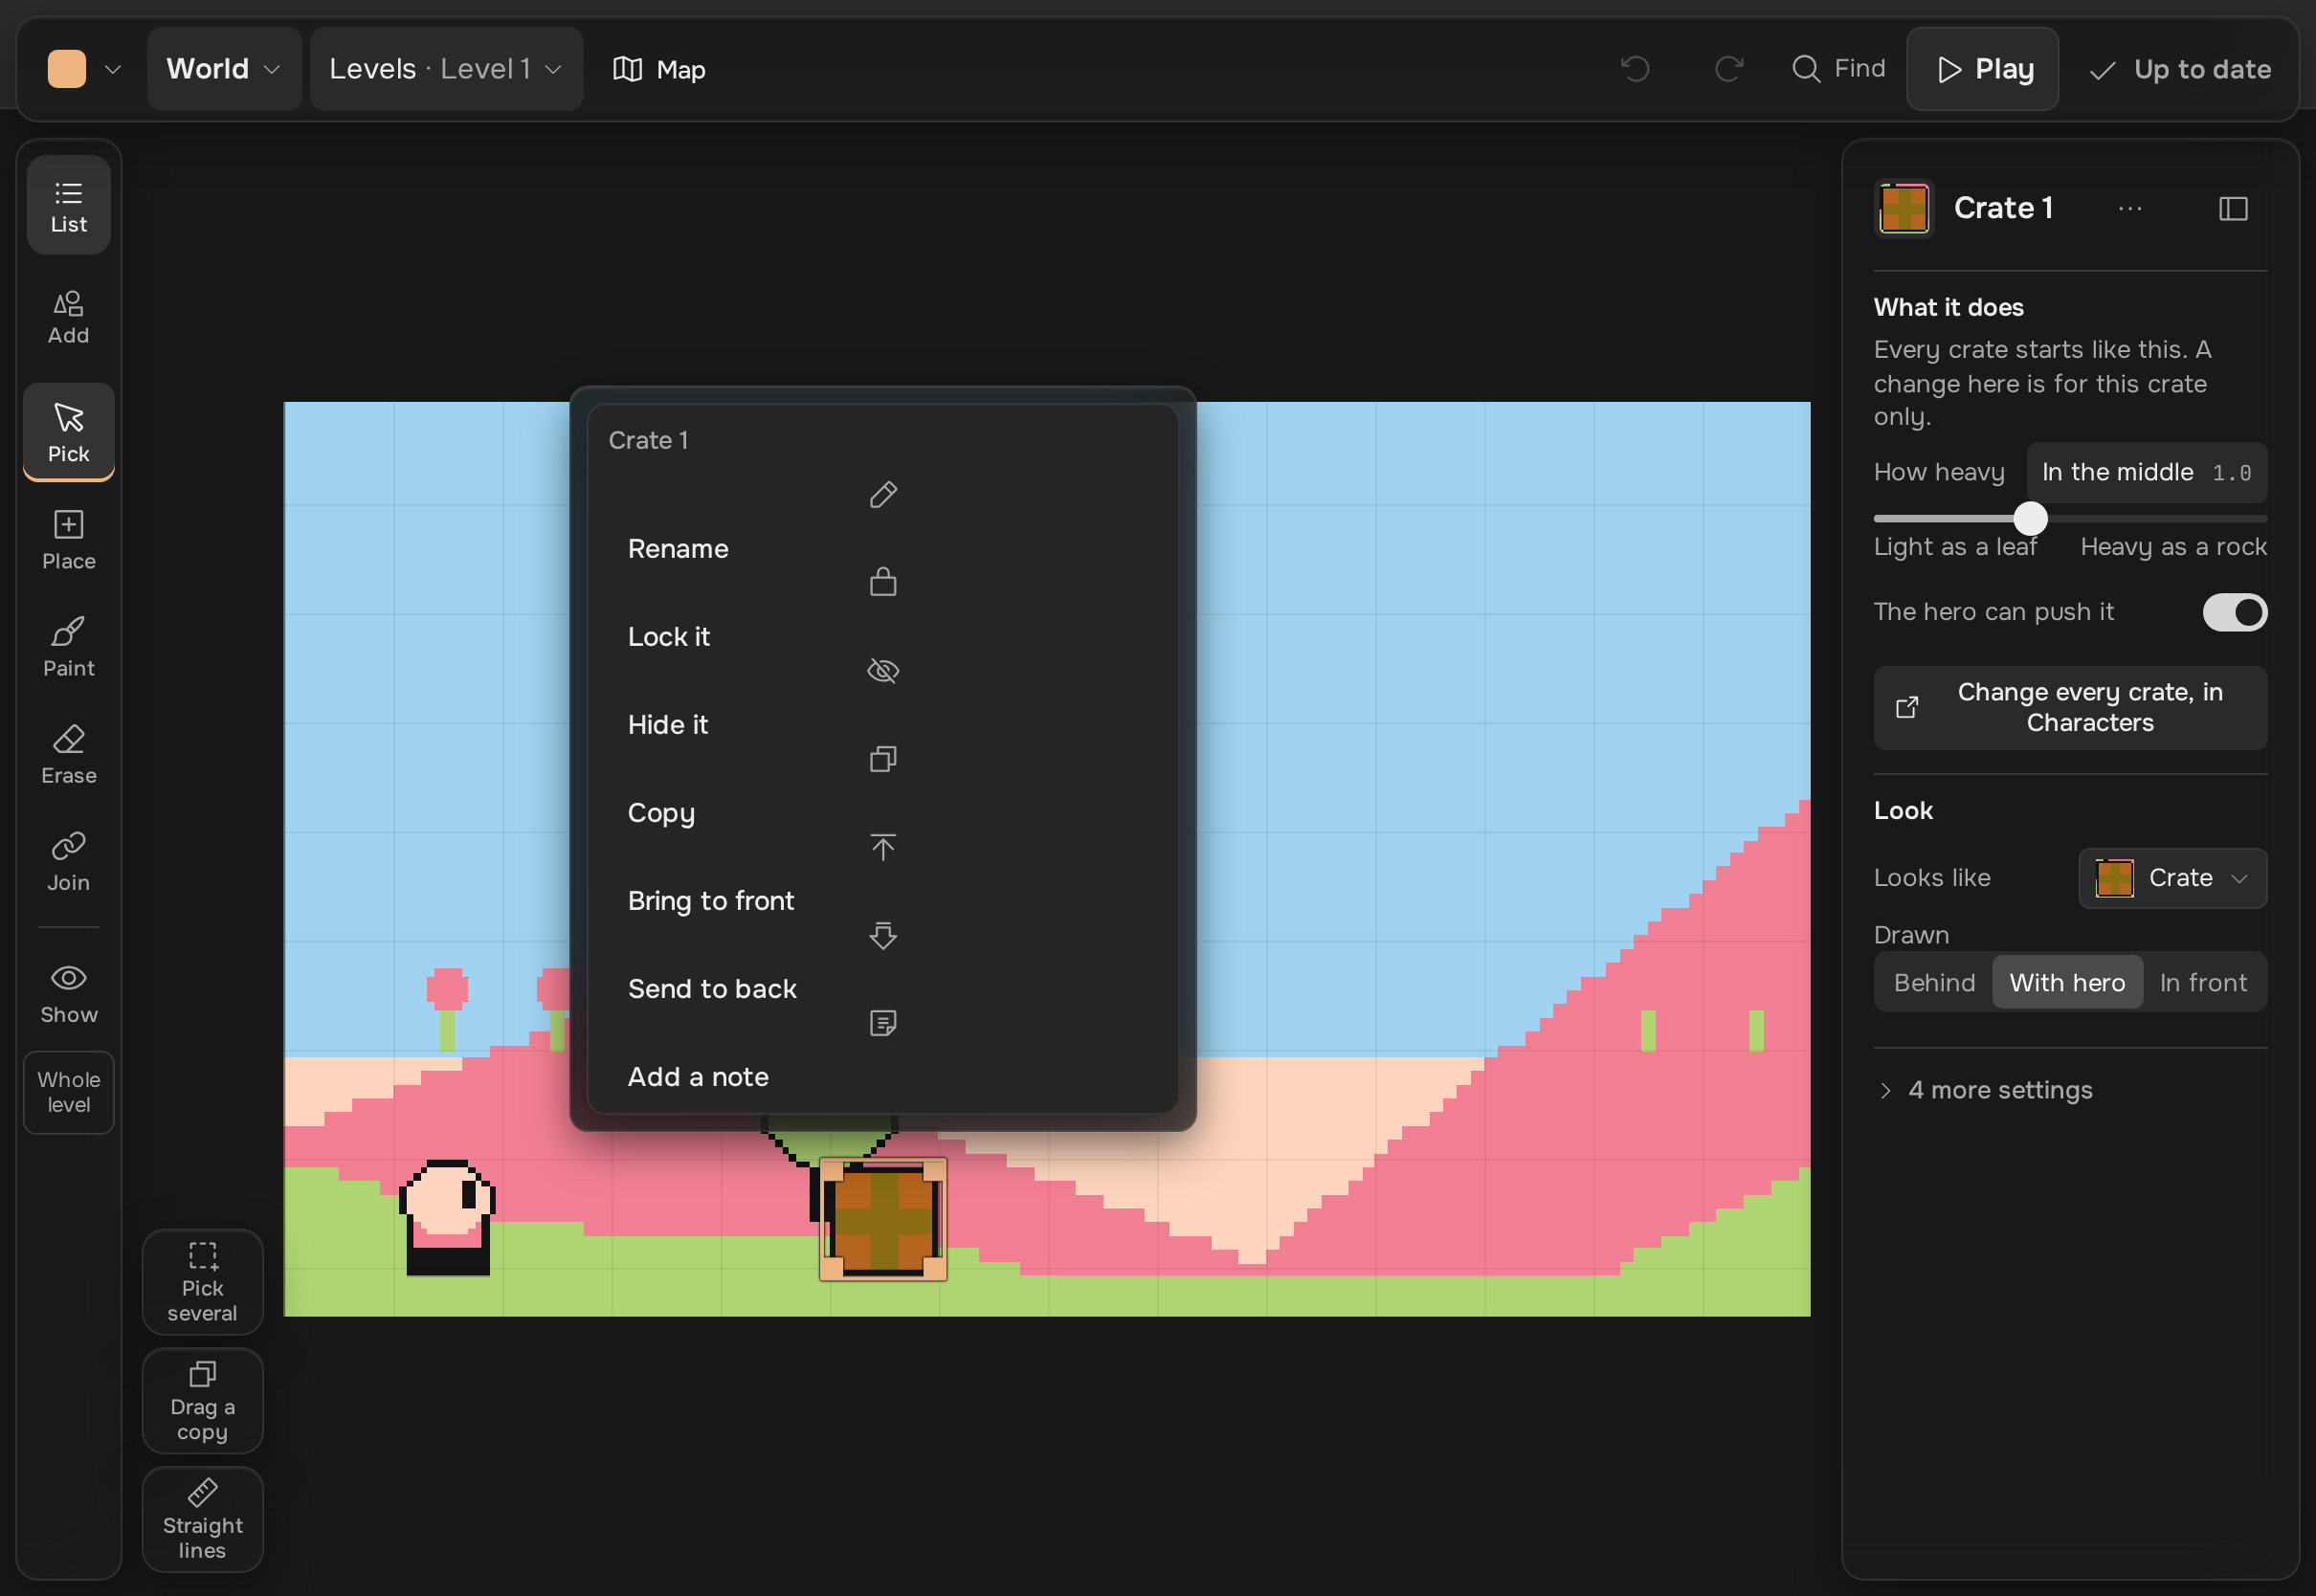 World
Levels · Level 1
Map
Find
Play
Up to date
List
Add
Pick
Place
Paint
Erase
Join
Show
Whole
level
Pick
several
Drag a
copy
Straight
lines
Crate 1
Rename
Lock it
Hide it
Copy
Bring to front
Send to back
Add a note
Crate 1
What it does
Every crate starts like this. A
change here is for this crate
only.
How heavy
In the middle 1.0
Light as a leaf
Heavy as a rock
The hero can push it
Change every crate, in
Characters
Look
Looks like
Crate
Drawn
Behind
With hero
In front
4 more settings